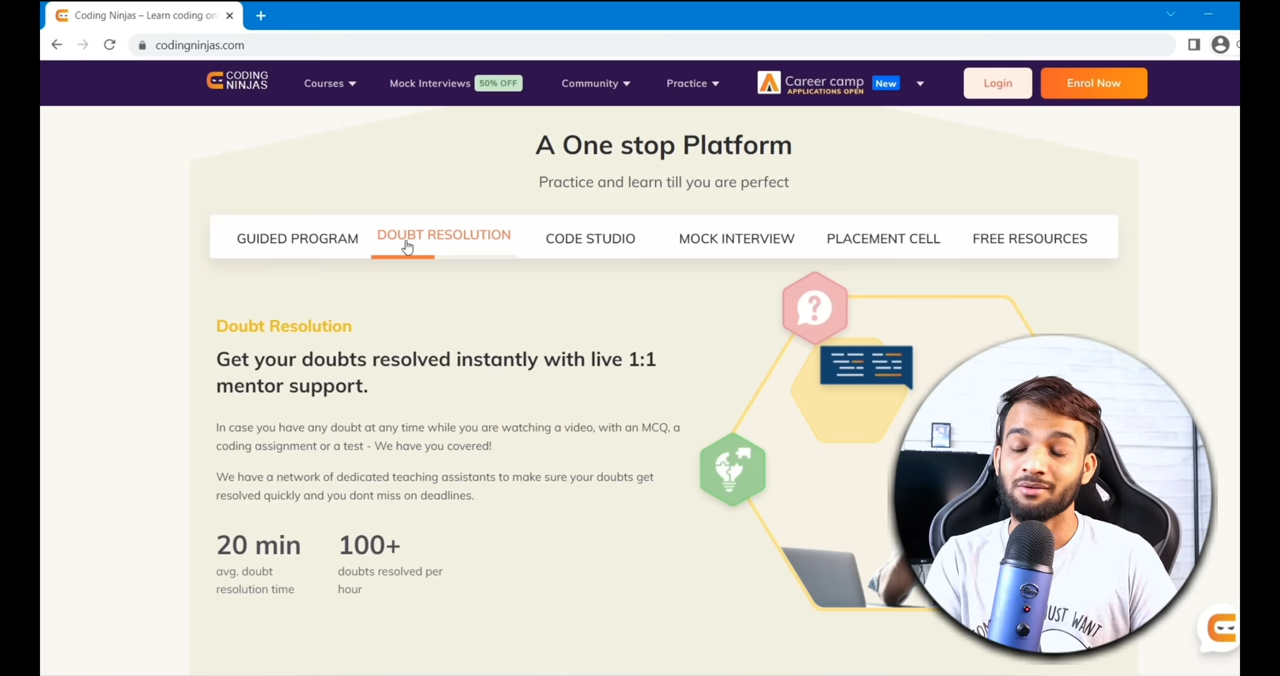 Coding Ninjas – Learn coding on
codingninjas.com
CODING
NINJAS
Courses
Mock Interviews
50% OFF
Community
Practice
Career camp
APPLICATIONS OPEN
New
Login
Enrol Now
A One stop Platform
Practice and learn till you are perfect
GUIDED PROGRAM
DOUBT RESOLUTION
CODE STUDIO
MOCK INTERVIEW
PLACEMENT CELL
FREE RESOURCES
Doubt Resolution
Get your doubts resolved instantly with live 1:1
mentor support.
In case you have any doubt at any time while you are watching a video, with an MCQ, a
coding assignment or a test - We have you covered!
We have a network of dedicated teaching assistants to make sure your doubts get
resolved quickly and you dont miss on deadlines.
20 min
avg. doubt
resolution time
100+
doubts resolved per
hour
JUST WANT